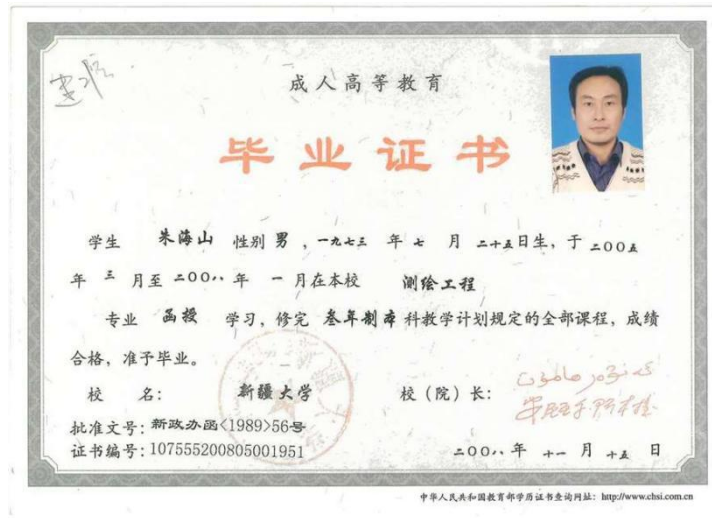 成人高等教育
毕业证书
学生 朱海山 性别 男 ,一九七三 年 七 月 二十五日生,于 二00五
年 三 月至 二00八 年 一 月在本校 测绘工程
专业 函授 学习,修完 叁年制本 科教学计划规定的全部课程,成绩
合格,准予毕业。
校 名: 新疆大学 校(院)长:
批准文号:新政办函<1989>56号
证书编号:107555200805001951
二00八 年 十一 月 十五 日
中华人民共和国教育部学历证书查询网址:http://www.chsi.com.cn